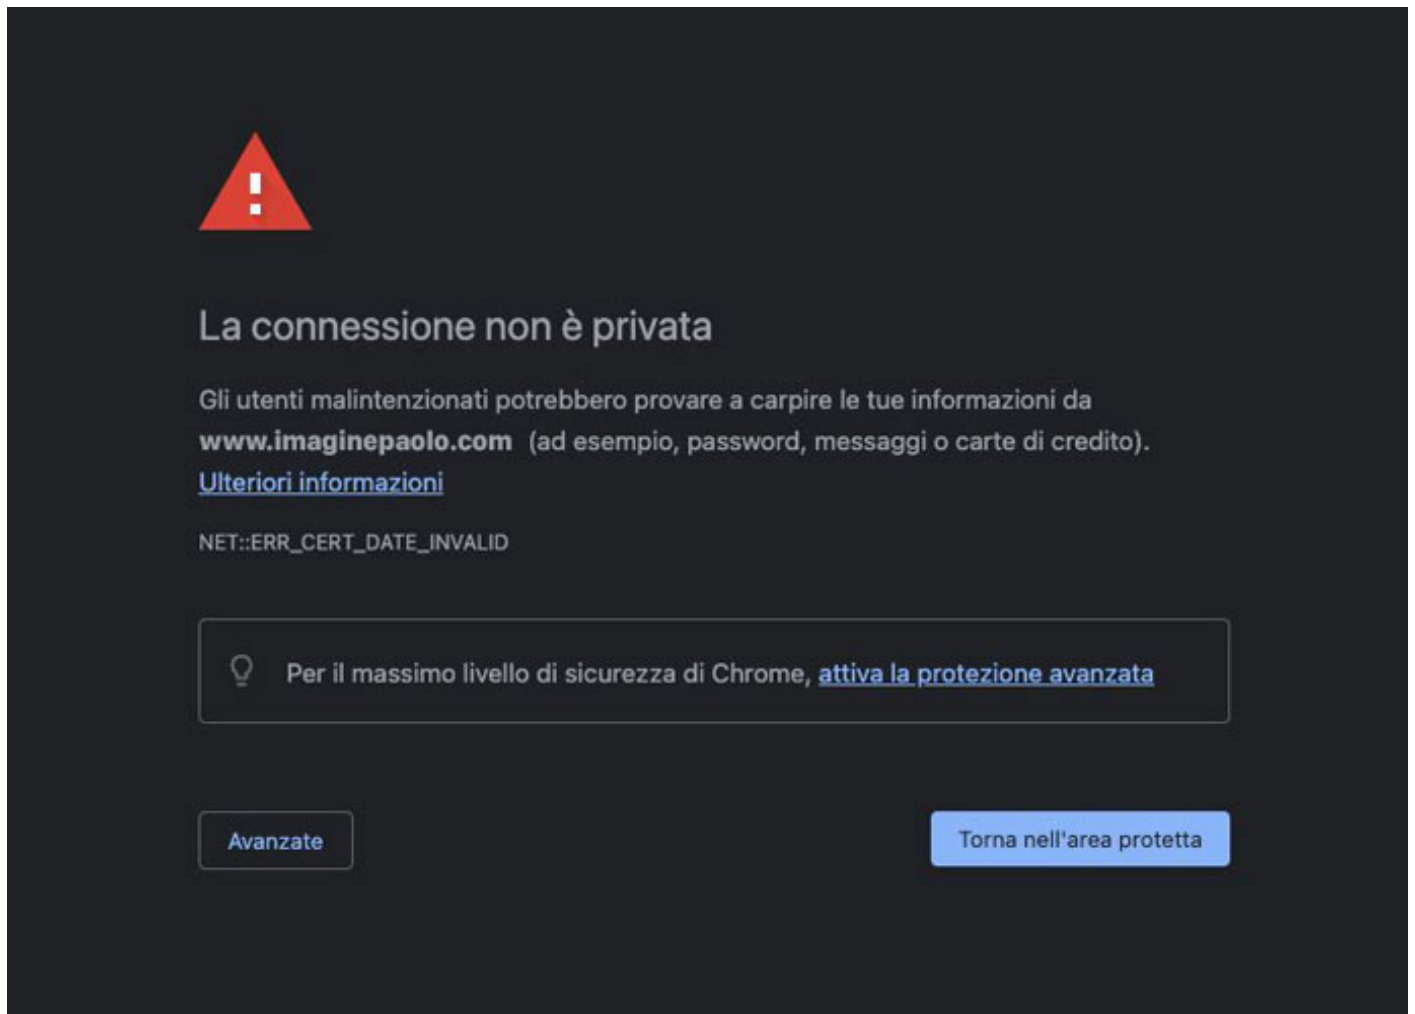 La connessione non è privata
Gli utenti malintenzionati potrebbero provare a carpire le tue informazioni da
www.imaginepaolo.com (ad esempio, password, messaggi o carte di credito).
Ulteriori informazioni
NET::ERR_CERT_DATE_INVALID
Per il massimo livello di sicurezza di Chrome, attiva la protezione avanzata
Avanzate
Torna nell'area protetta